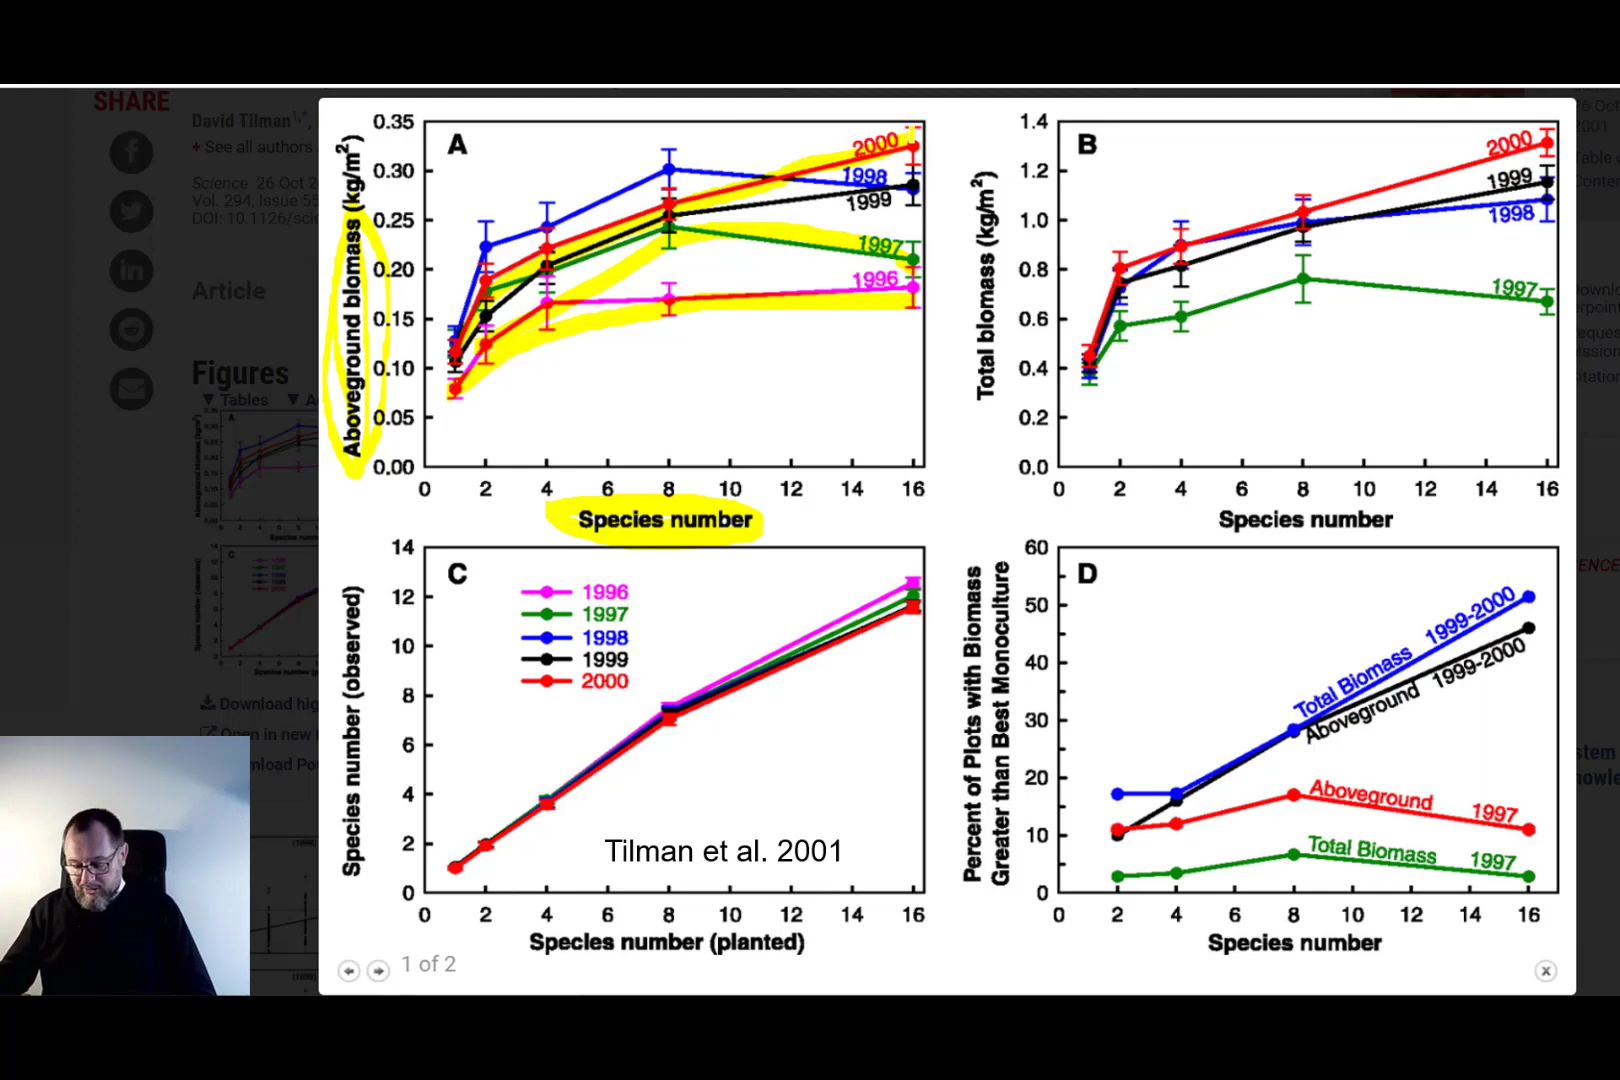 SHARE
David Tilman1,*,
+ See all authors
Science 26 Oct 2
Vol. 294, Issue 55
DOI: 10.1126/scie
Article
Figures
▼ Tables ▼ A
Download hig
Open in new t
nload Po
A
Aboveground biomass (kg/m²)
0.35
0.30
0.25
0.20
0.15
0.10
0.05
0.00
2000
1998
1999
1997
1996
0 2 4 6 8 10 12 14 16
Species number
B
Total biomass (kg/m²)
1.4
1.2
1.0
0.8
0.6
0.4
0.2
0.0
2000
1999
1998
1997
0 2 4 6 8 10 12 14 16
Species number
C
Species number (observed)
14
12
10
8
6
4
2
0
1996
1997
1998
1999
2000
Tilman et al. 2001
0 2 4 6 8 10 12 14 16
Species number (planted)
D
Percent of Plots with Biomass
Greater than Best Monoculture
60
50
40
30
20
10
0
Total Biomass 1999-2000
Aboveground 1999-2000
Aboveground 1997
Total Biomass 1997
0 2 4 6 8 10 12 14 16
Species number
1 of 2
x